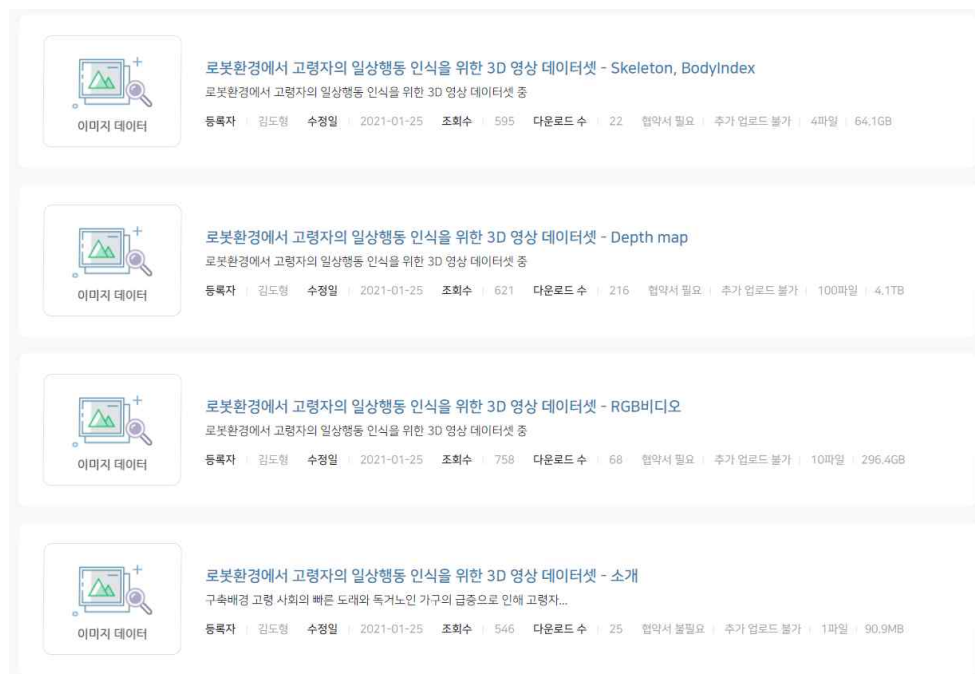 로봇환경에서 고령자의 일상행동 인식을 위한 3D 영상 데이터셋 - Skeleton, BodyIndex
로봇환경에서 고령자의 일상행동 인식을 위한 3D 영상 데이터셋 중
이미지 데이터
등록자 김도형 수정일 2021-01-25 조회수 595 다운로드 수 22 협약서 필요 추가 업로드 불가 4파일 64.1GB
로봇환경에서 고령자의 일상행동 인식을 위한 3D 영상 데이터셋 - Depth map
로봇환경에서 고령자의 일상행동 인식을 위한 3D 영상 데이터셋 중
이미지 데이터
등록자 김도형 수정일 2021-01-25 조회수 621 다운로드 수 216 협약서 필요 추가 업로드 불가 100파일 4.1TB
로봇환경에서 고령자의 일상행동 인식을 위한 3D 영상 데이터셋 - RGB비디오
로봇환경에서 고령자의 일상행동 인식을 위한 3D 영상 데이터셋 중
이미지 데이터
등록자 김도형 수정일 2021-01-25 조회수 758 다운로드 수 68 협약서 필요 추가 업로드 불가 10파일 296.4GB
로봇환경에서 고령자의 일상행동 인식을 위한 3D 영상 데이터셋 - 소개
구축배경 고령 사회의 빠른 도래와 독거노인 가구의 급증으로 인해 고령자...
이미지 데이터
등록자 김도형 수정일 2021-01-25 조회수 546 다운로드 수 25 협약서 불필요 추가 업로드 불가 1파일 90.9MB